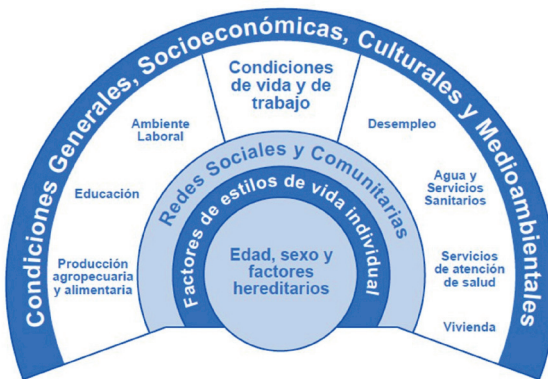 Condiciones Generales, Socioeconómicas, Culturales y Medioambientales
Condiciones
de vida y de
trabajo
Ambiente
Laboral
Desempleo
Educación
Agua y
Servicios
Sanitarios
Producción
agropecuaria
y alimentaria
Servicios
de atención
de salud
Vivienda
Redes Sociales y Comunitarias
Factores de estilos de vida individual
Edad, sexo y
factores
hereditarios